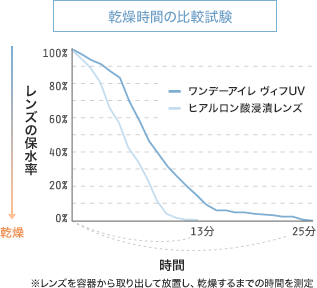 乾燥時間の比較試験
レンズの保水率
100%
80%
60%
40%
20%
0%
ワンデーアイレ ヴィフUV
ヒアルロン酸浸漬レンズ
乾燥
13分
25分
時間
※レンズを容器から取り出して放置し、乾燥するまでの時間を測定